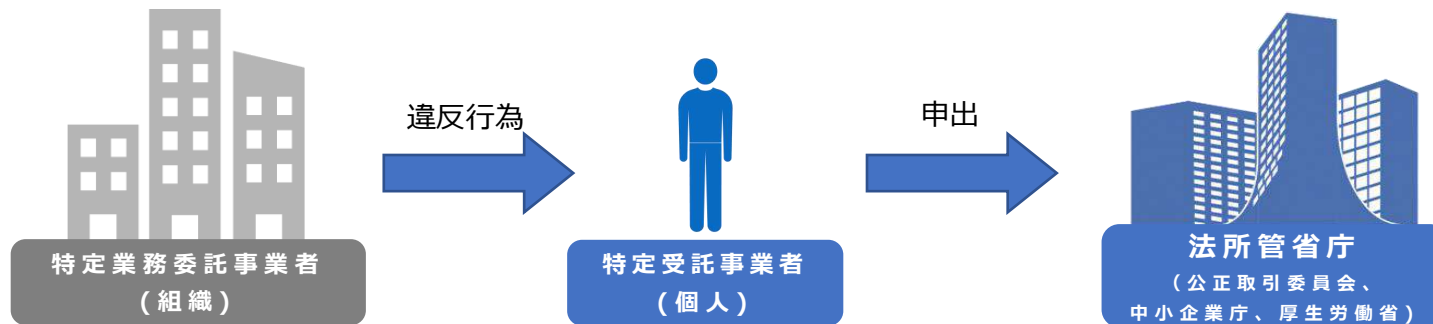 違反行為
申出
特定業務委託事業者
(組織)
特定受託事業者
(個人)
法所管省庁
(公正取引委員会、
中小企業庁、厚生労働省)